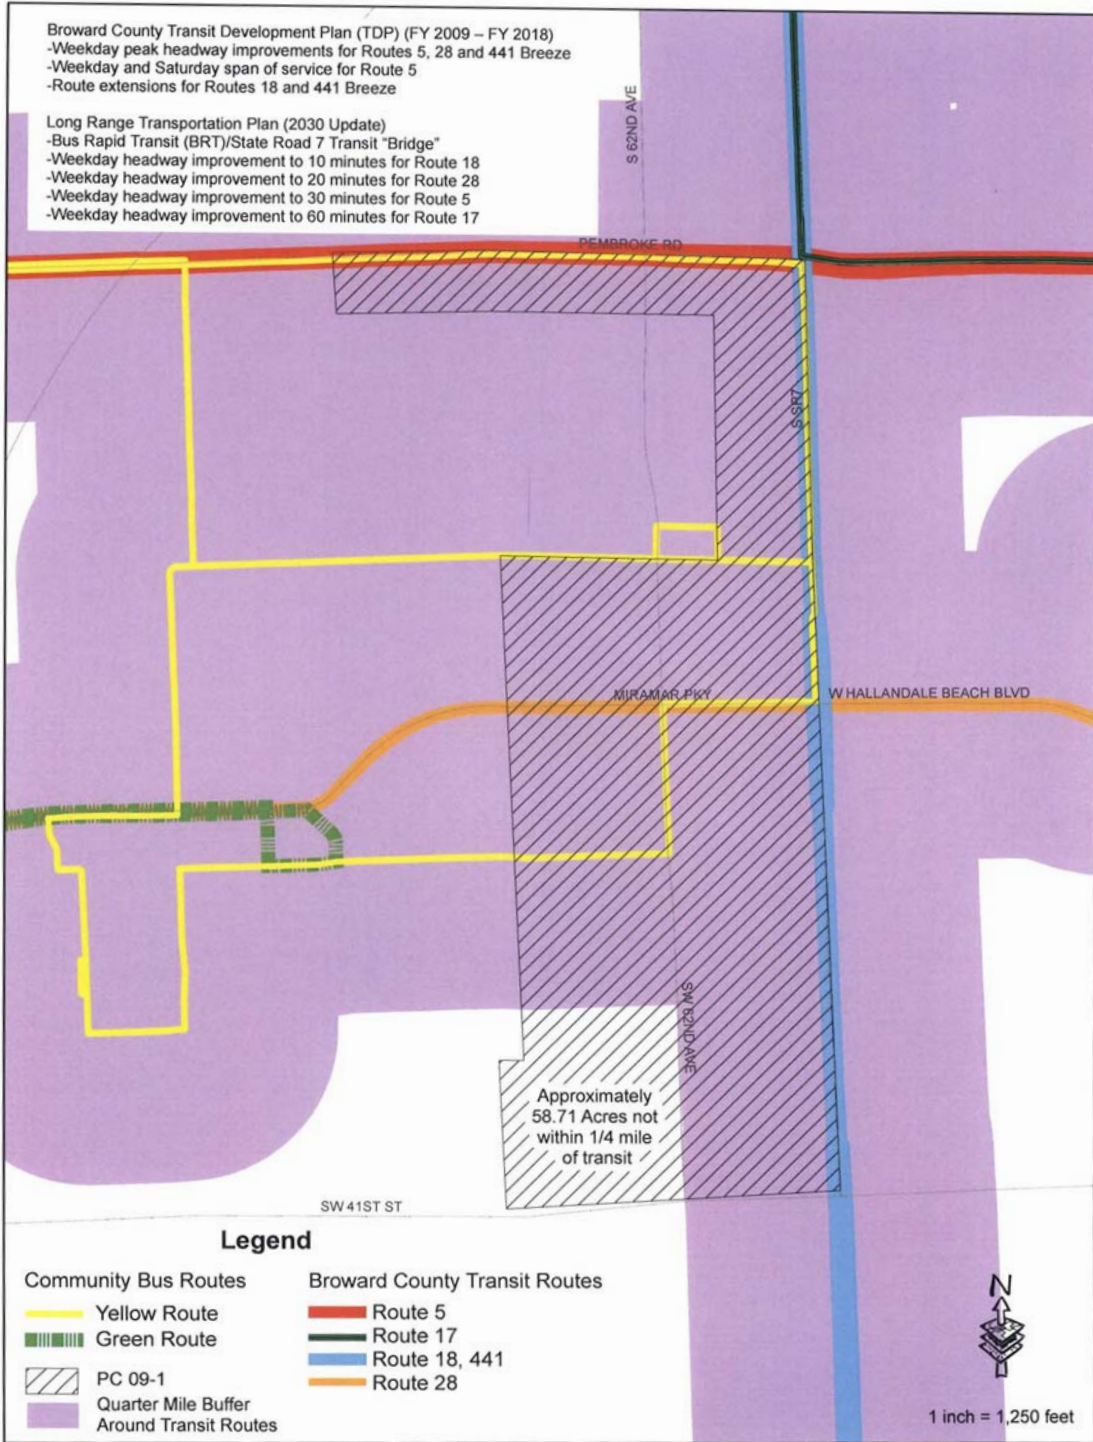 Broward County Transit Development Plan (TDP) (FY 2009 – FY 2018)
-Weekday peak headway improvements for Routes 5, 28 and 441 Breeze
-Weekday and Saturday span of service for Route 5
-Route extensions for Routes 18 and 441 Breeze
Long Range Transportation Plan (2030 Update)
-Bus Rapid Transit (BRT)/State Road 7 Transit "Bridge"
-Weekday headway improvement to 10 minutes for Route 18
-Weekday headway improvement to 20 minutes for Route 28
-Weekday headway improvement to 30 minutes for Route 5
-Weekday headway improvement to 60 minutes for Route 17
S 62ND AVE
PEMBROKE RD
S SR7
MIRAMAR PKY
W HALLANDALE BEACH BLVD
SW 62ND AVE
Approximately
58.71 Acres not
within 1/4 mile
of transit
SW 41ST ST
Legend
Community Bus Routes
Yellow Route
Green Route
PC 09-1
Quarter Mile Buffer
Around Transit Routes
Broward County Transit Routes
Route 5
Route 17
Route 18, 441
Route 28
N
1 inch = 1,250 feet